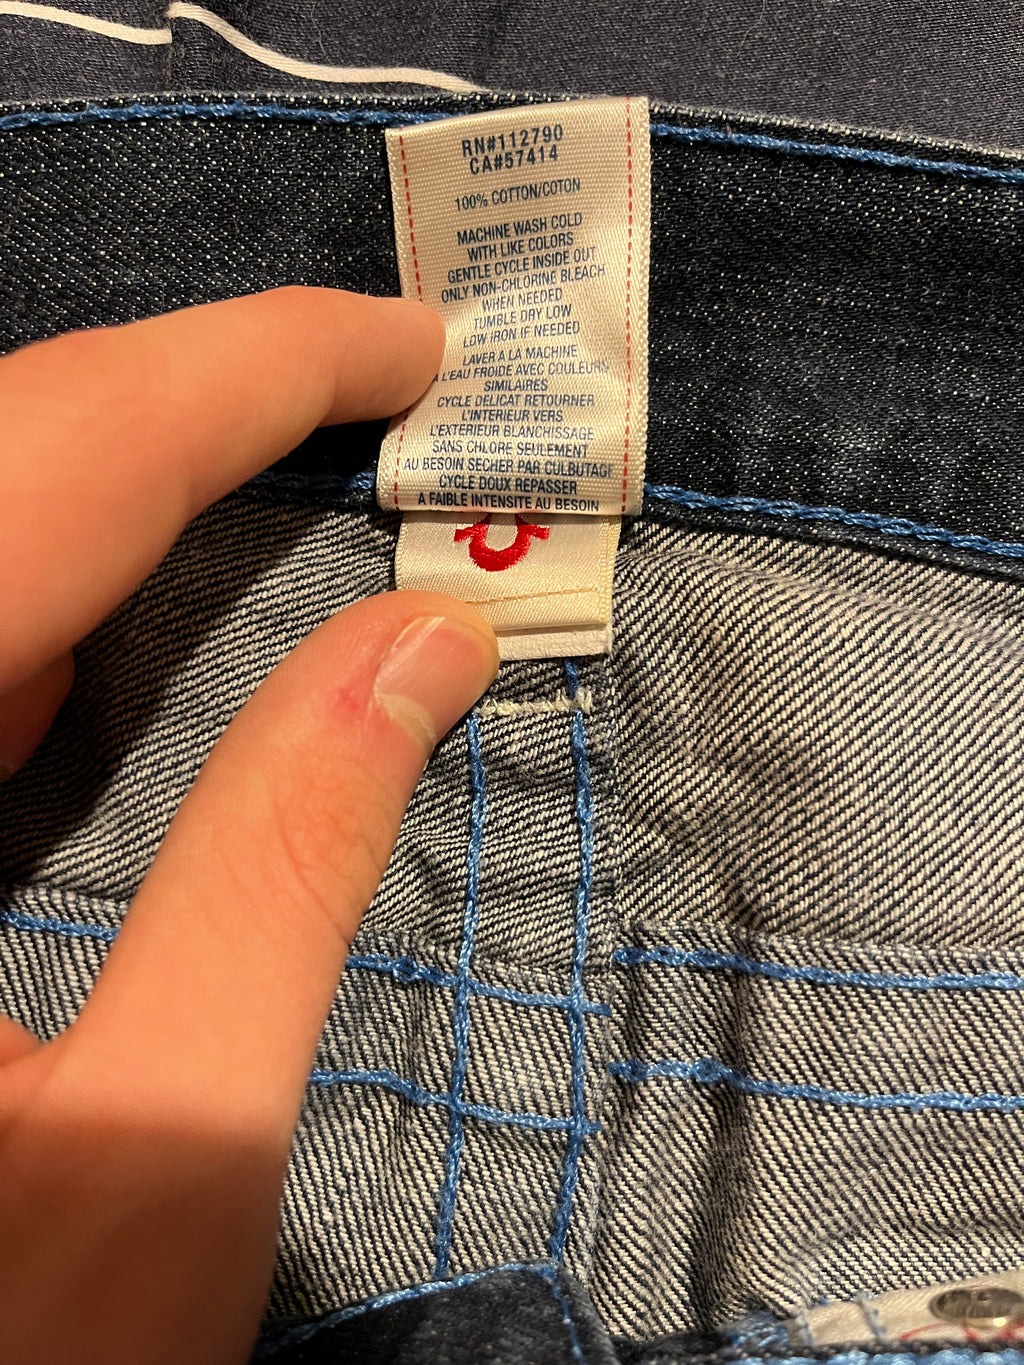 RN#112790
CA#57414
100% COTTON/COTON
MACHINE WASH COLD
WITH LIKE COLORS
GENTLE CYCLE INSIDE OUT
ONLY NON-CHLORINE BLEACH
WHEN NEEDED
TUMBLE DRY LOW
LOW IRON IF NEEDED
LAVER A LA MACHINE
A L'EAU FROIDE AVEC COULEURS
SIMILAIRES
CYCLE DELICAT RETOURNER
L'INTERIEUR VERS
L'EXTERIEUR BLANCHISSAGE
SANS CHLORE SEULEMENT
AU BESOIN SECHER PAR CULBUTAGE
CYCLE DOUX REPASSER
A FAIBLE INTENSITE AU BESOIN